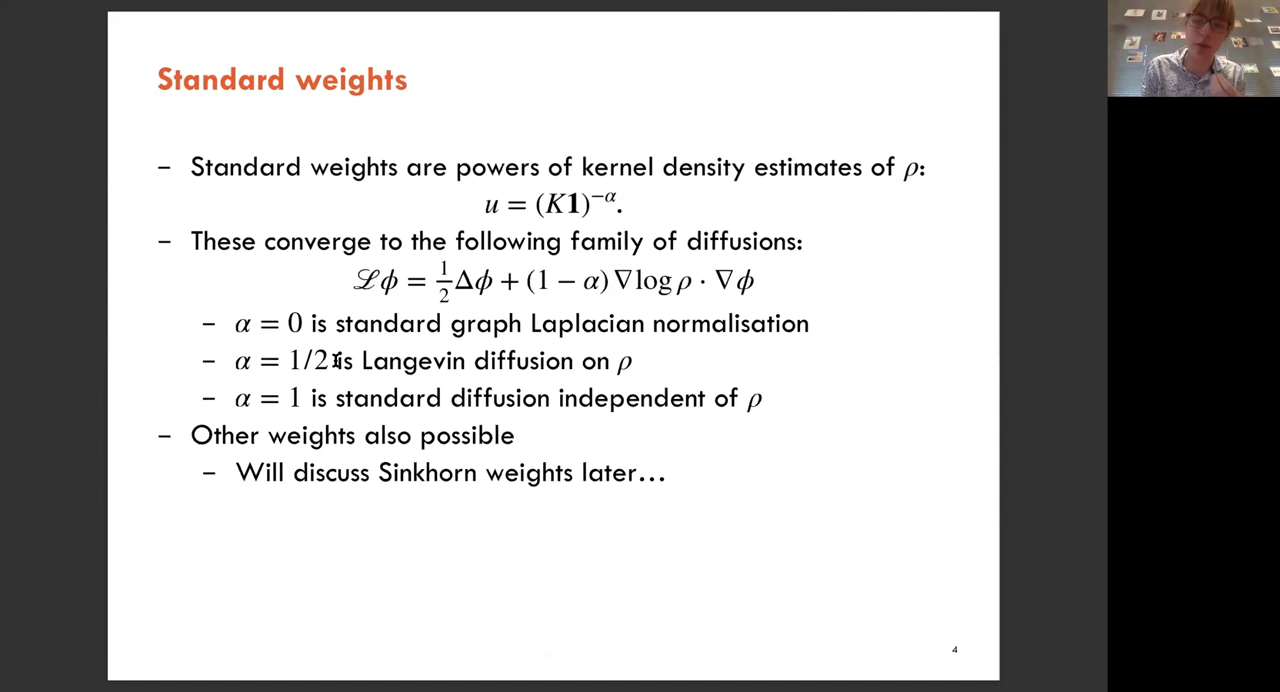 Standard weights
– Standard weights are powers of kernel density estimates of ρ:
u = (K𝟏)^{−α}.
– These converge to the following family of diffusions:
ℒϕ = 1/2 Δϕ + (1 − α) ∇log ρ · ∇ϕ
– α = 0 is standard graph Laplacian normalisation
– α = 1/2 is Langevin diffusion on ρ
– α = 1 is standard diffusion independent of ρ
– Other weights also possible
– Will discuss Sinkhorn weights later…
4